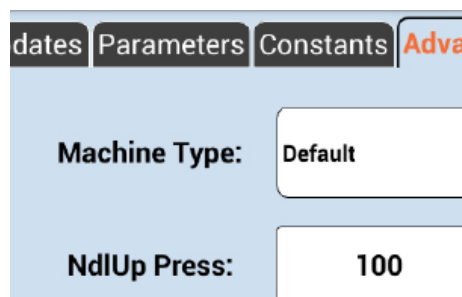 dates Parameters Constants Adva
Machine Type: Default
NdlUp Press: 100